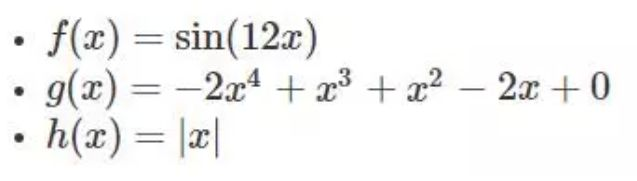 • f(x) = sin(12x)
• g(x) = −2x⁴ + x³ + x² − 2x + 0
• h(x) = |x|